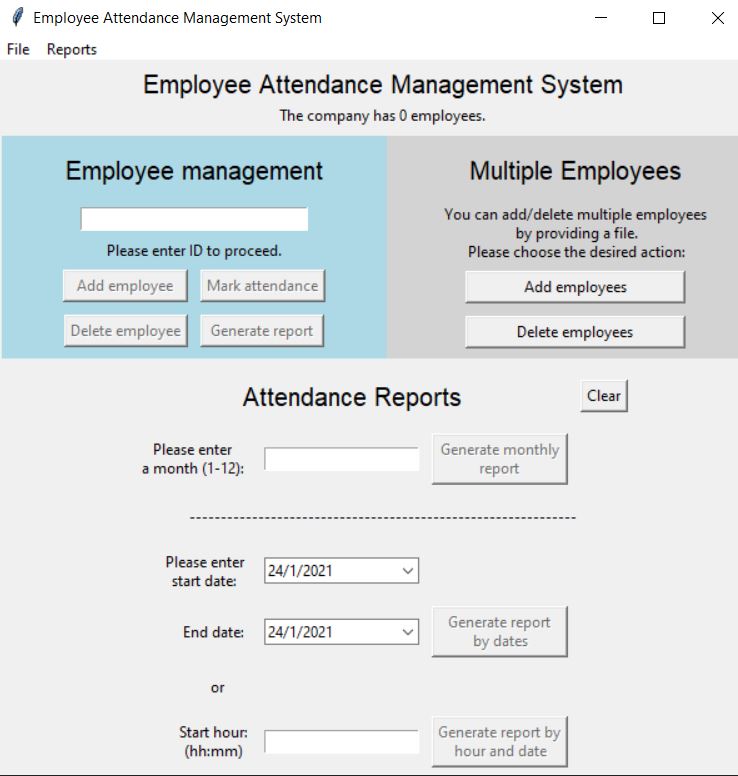 Employee Attendance Management System
File Reports
Employee Attendance Management System
The company has 0 employees.
Employee management
Please enter ID to proceed.
Add employee
Mark attendance
Delete employee
Generate report
Multiple Employees
You can add/delete multiple employees
by providing a file.
Please choose the desired action:
Add employees
Delete employees
Attendance Reports
Clear
Please enter
a month (1-12):
Generate monthly
report
----------------------------------------------------------------
Please enter
start date:
24/1/2021
End date:
24/1/2021
Generate report
by dates
or
Start hour:
(hh:mm)
Generate report by
hour and date